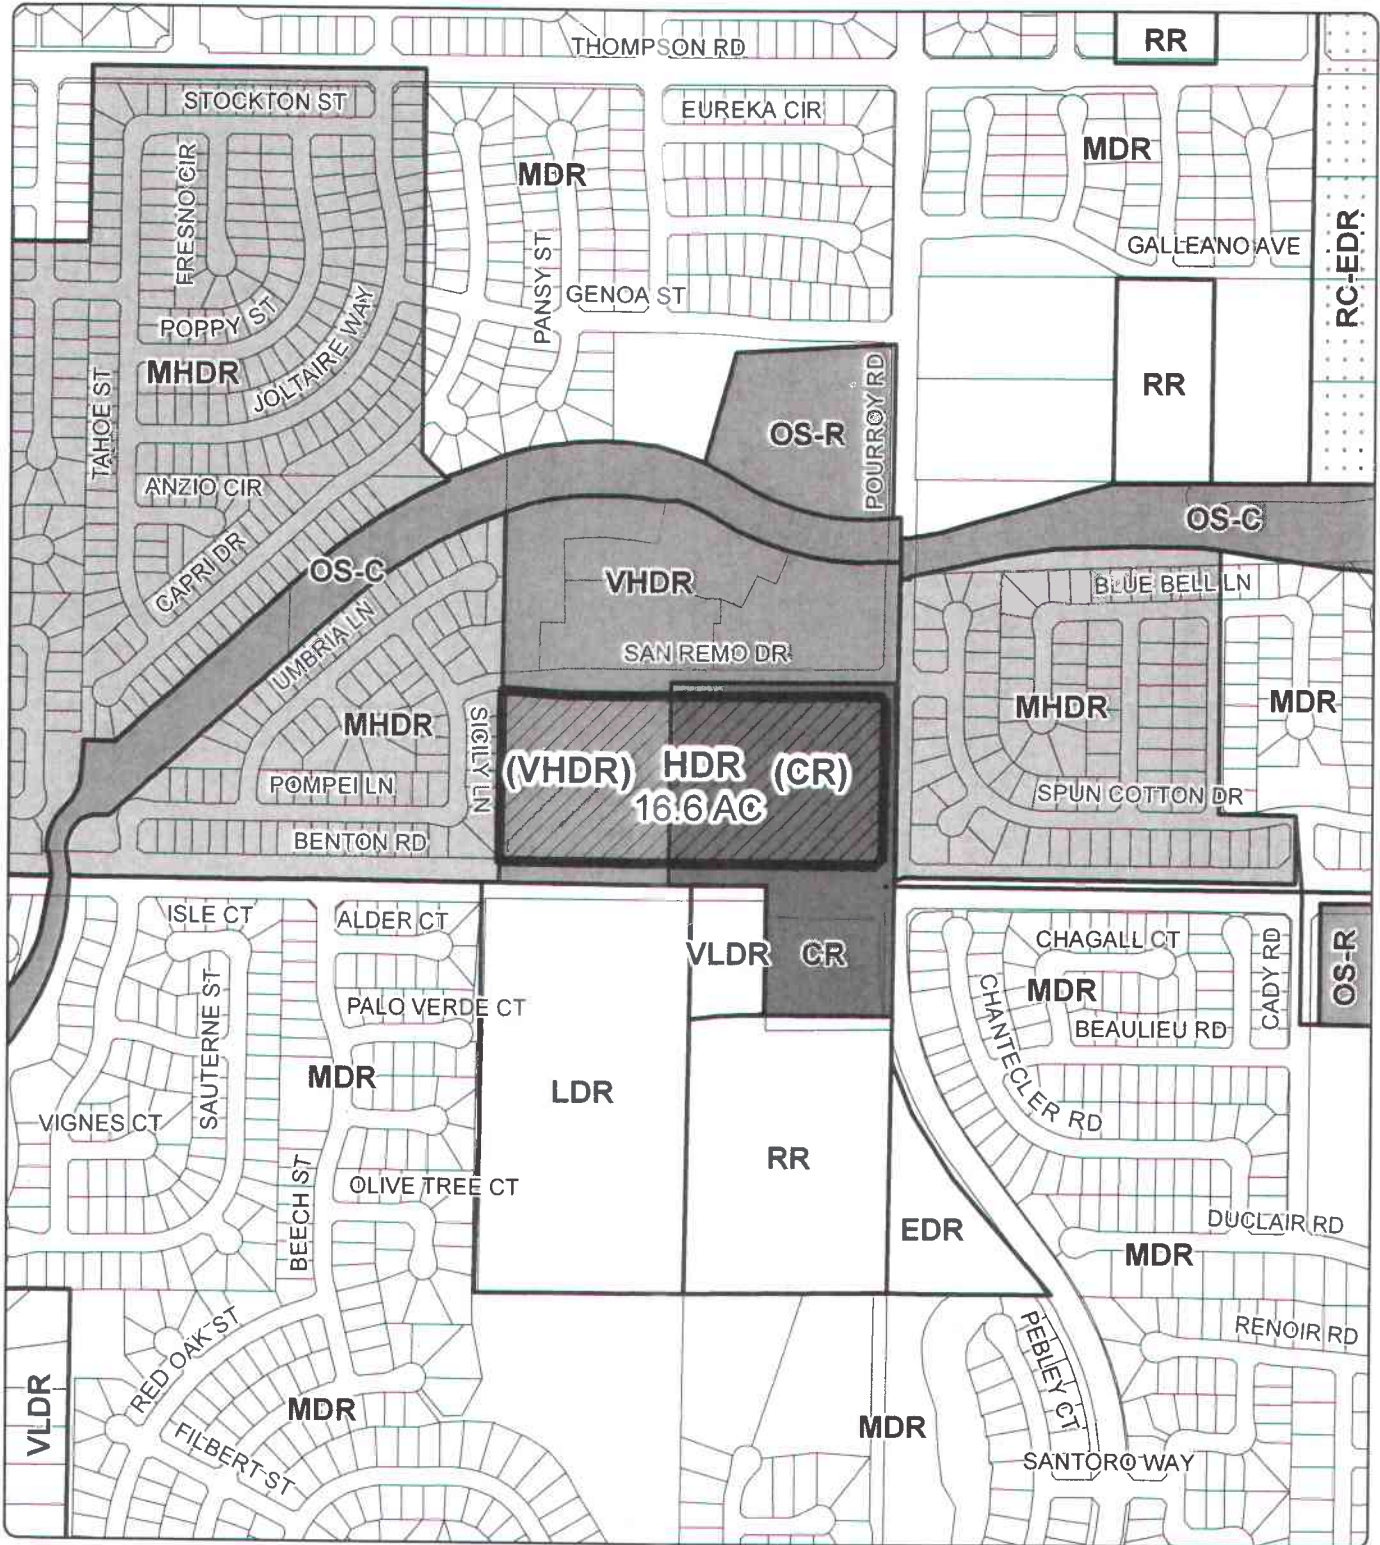 THOMPSON RD
RR
STOCKTON ST
EUREKA CIR
MDR
MDR
FRESNO CIR
PANSY ST
GALLEANO AVE
RC-EDR
GENOA ST
POPPY ST
JOLTAIRE WAY
MHDR
TAHOE ST
POURROY RD
RR
OS-R
ANZIO CIR
OS-C
CAPRI DR
OS-C
VHDR
BLUE BELL LN
UMBRIA LN
SAN REMO DR
MHDR
SICILY LN
MHDR
MDR
(VHDR) HDR (CR)
16.6 AC
POMPEI LN
SPUN COTTON DR
BENTON RD
ISLE CT
ALDER CT
VLDR
CR
CHAGALL CT
CADY RD
OS-R
SAUTERNE ST
PALO VERDE CT
CHANTECLER RD
MDR
BEAULIEU RD
MDR
LDR
VIGNES CT
BEECH ST
RR
OLIVE TREE CT
EDR
DUCLAIR RD
MDR
RED OAK ST
PEBLEY CT
RENOIR RD
VLDR
MDR
FILBERT ST
MDR
SANTORO WAY